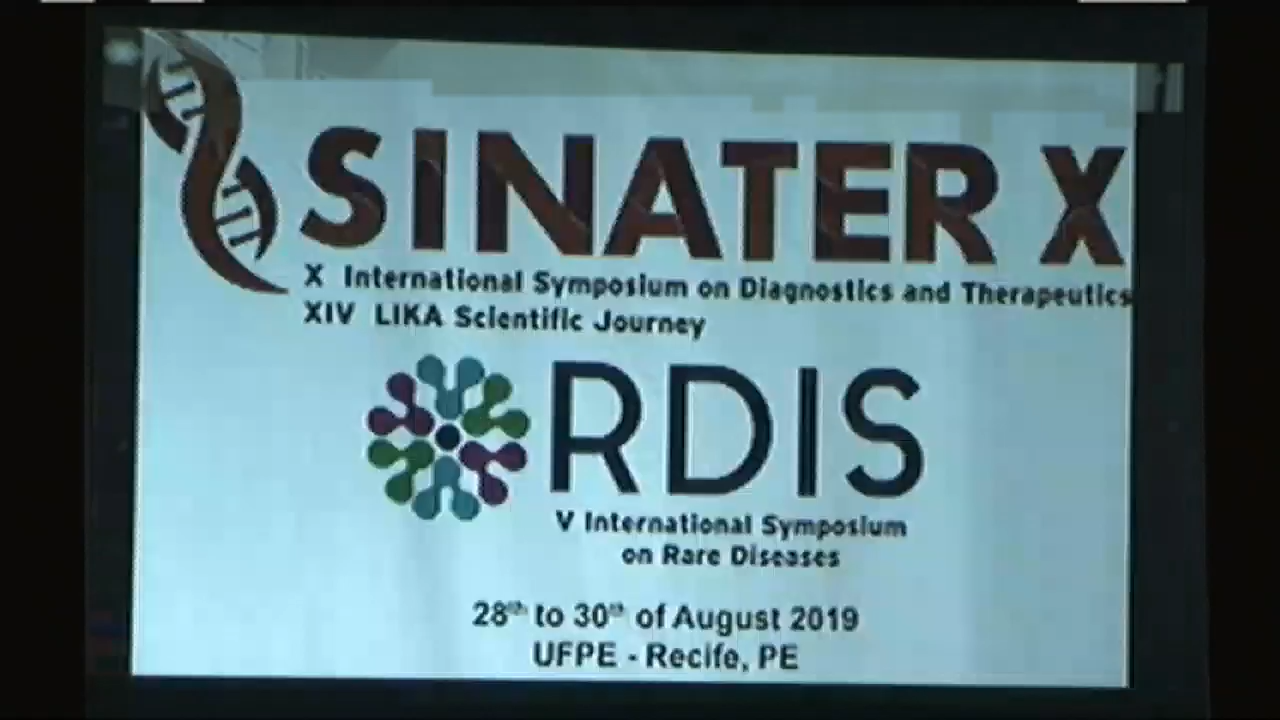 SINATER X
X International Symposium on Diagnostics and Therapeutics
XIV LIKA Scientific Journey
RDIS
V International Symposium
on Rare Diseases
28th to 30th of August 2019
UFPE - Recife, PE